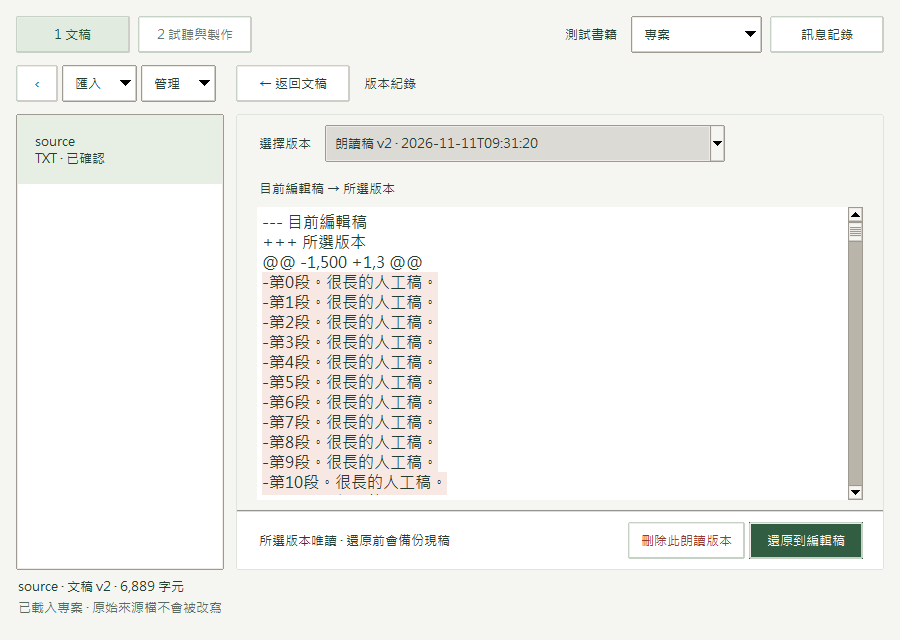 1 文稿
2 試聽與製作
測試書籍
專案
訊息記錄
‹
匯入
管理
← 返回文稿
版本紀錄
source
TXT · 已確認
選擇版本
朗讀稿 v2 · 2026-11-11T09:31:20
目前編輯稿 → 所選版本
--- 目前編輯稿
+++ 所選版本
@@ -1,500 +1,3 @@
-第0段。很長的人工稿。
-第1段。很長的人工稿。
-第2段。很長的人工稿。
-第3段。很長的人工稿。
-第4段。很長的人工稿。
-第5段。很長的人工稿。
-第6段。很長的人工稿。
-第7段。很長的人工稿。
-第8段。很長的人工稿。
-第9段。很長的人工稿。
-第10段。很長的人工稿。
所選版本唯讀 · 還原前會備份現稿
刪除此朗讀版本
還原到編輯稿
source · 文稿 v2 · 6,889 字元
已載入專案 · 原始來源檔不會被改寫